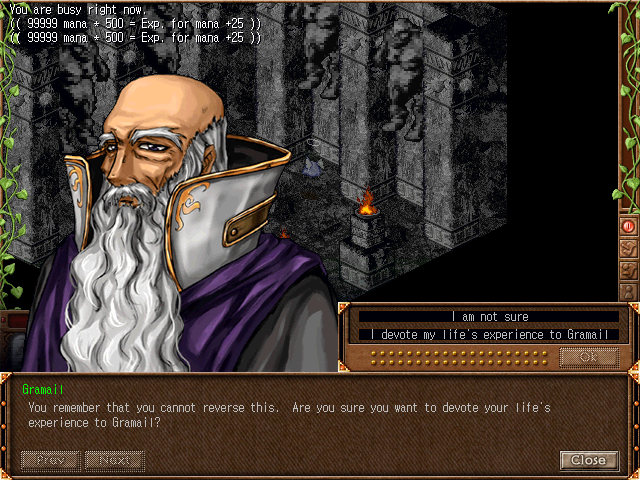 You are busy right now.
(( 99999 mana * 500 = Exp. for mana +25 ))
(( 99999 mana * 500 = Exp. for mana +25 ))
I am not sure
I devote my life's experience to Gramail
Ok
Gramail
You remember that you cannot reverse this. Are you sure you want to devote your life's
experience to Gramail?
Prev
Next
Close